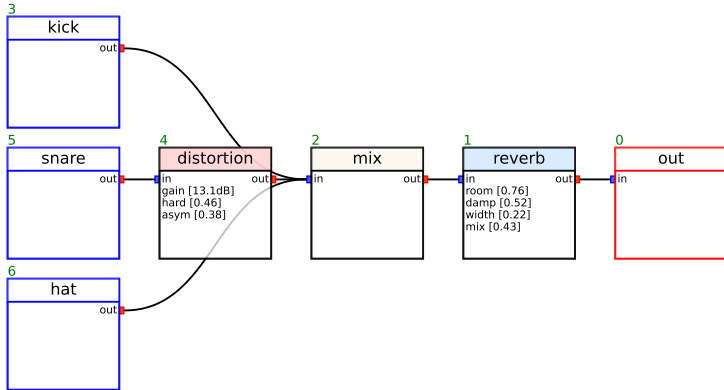 3
kick
out
5
snare
out
4
distortion
in out
gain [13.1dB]
hard [0.46]
asym [0.38]
2
mix
in out
1
reverb
in out
room [0.76]
damp [0.52]
width [0.22]
mix [0.43]
0
out
in
6
hat
out